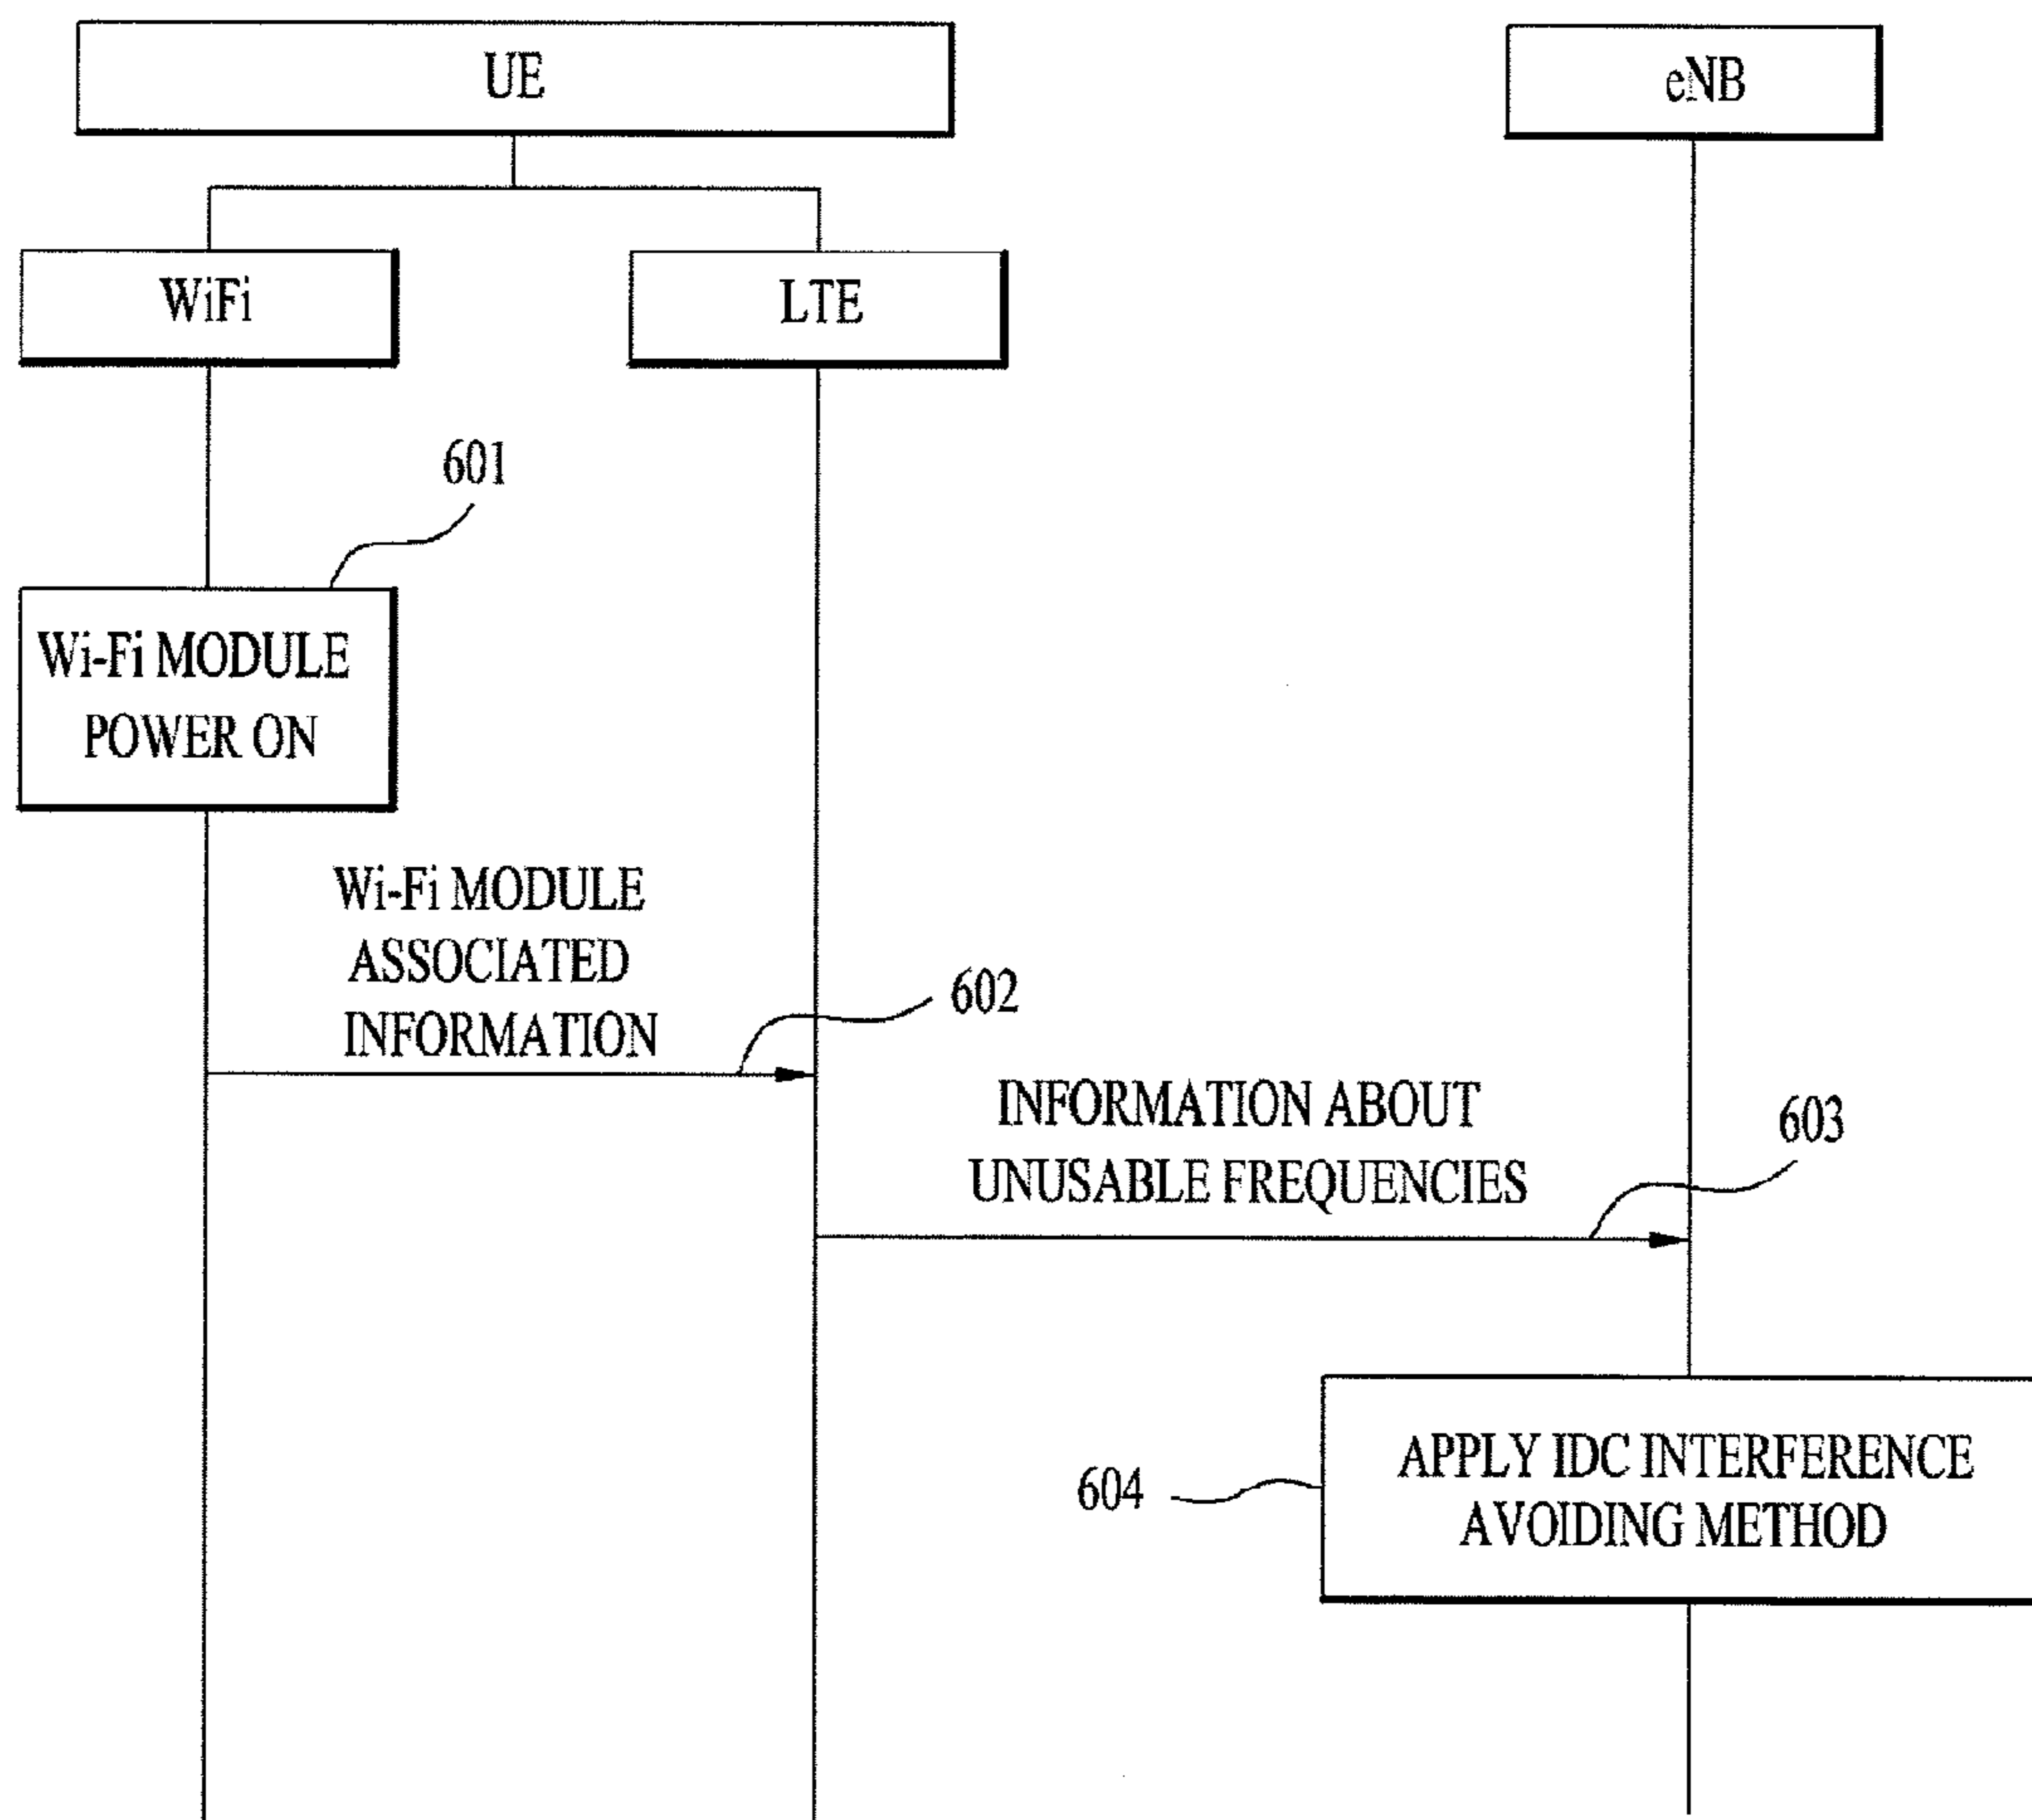 UE
eNB
WiFi
LTE
601
Wi-Fi MODULE
POWER ON
Wi-Fi MODULE
ASSOCIATED
INFORMATION
602
INFORMATION ABOUT
UNUSABLE FREQUENCIES
603
604
APPLY IDC INTERFERENCE
AVOIDING METHOD